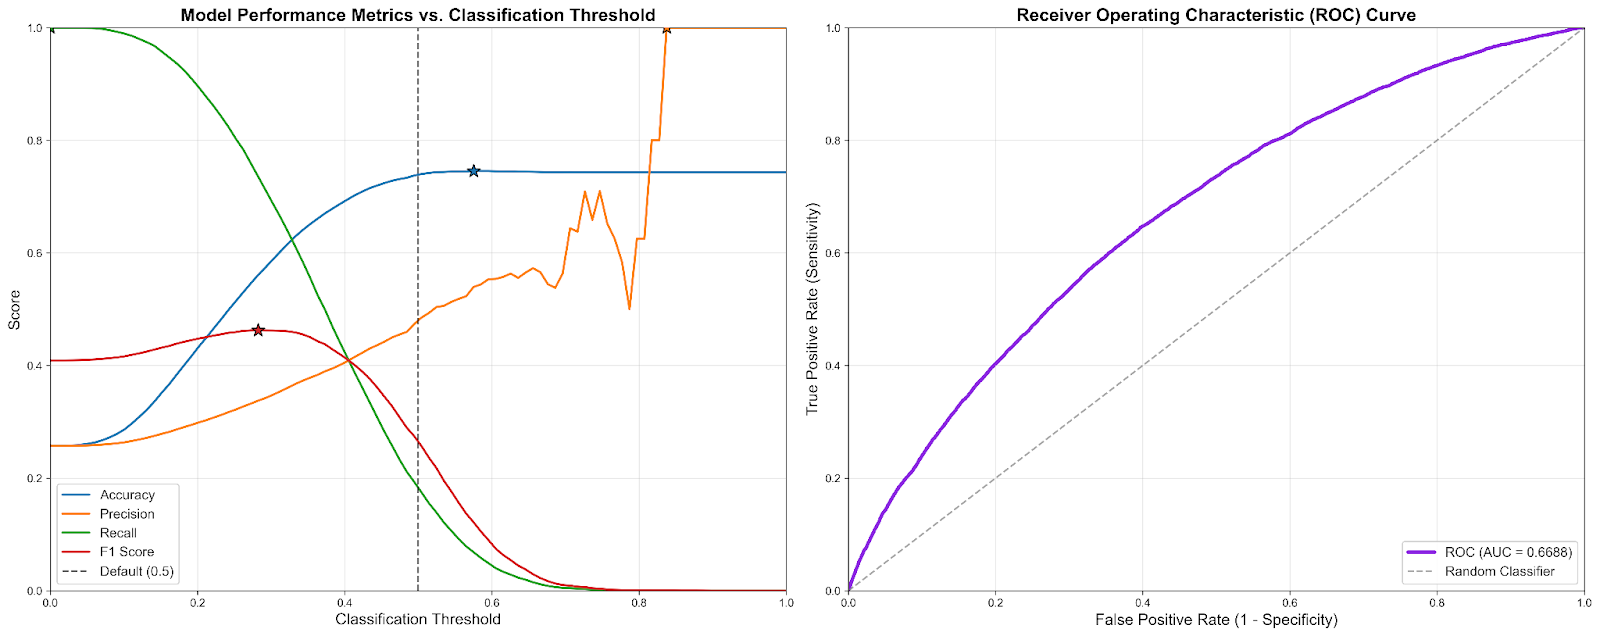 Model Performance Metrics vs. Classification Threshold
1.0
0.8
0.6
0.4
0.2
0.0
Score
Accuracy
Precision
Recall
F1 Score
Default (0.5)
0.0 0.2 0.4 0.6 0.8 1.0
Classification Threshold
Receiver Operating Characteristic (ROC) Curve
1.0
0.8
0.6
0.4
0.2
0.0
True Positive Rate (Sensitivity)
ROC (AUC = 0.6688)
Random Classifier
0.0 0.2 0.4 0.6 0.8 1.0
False Positive Rate (1 - Specificity)